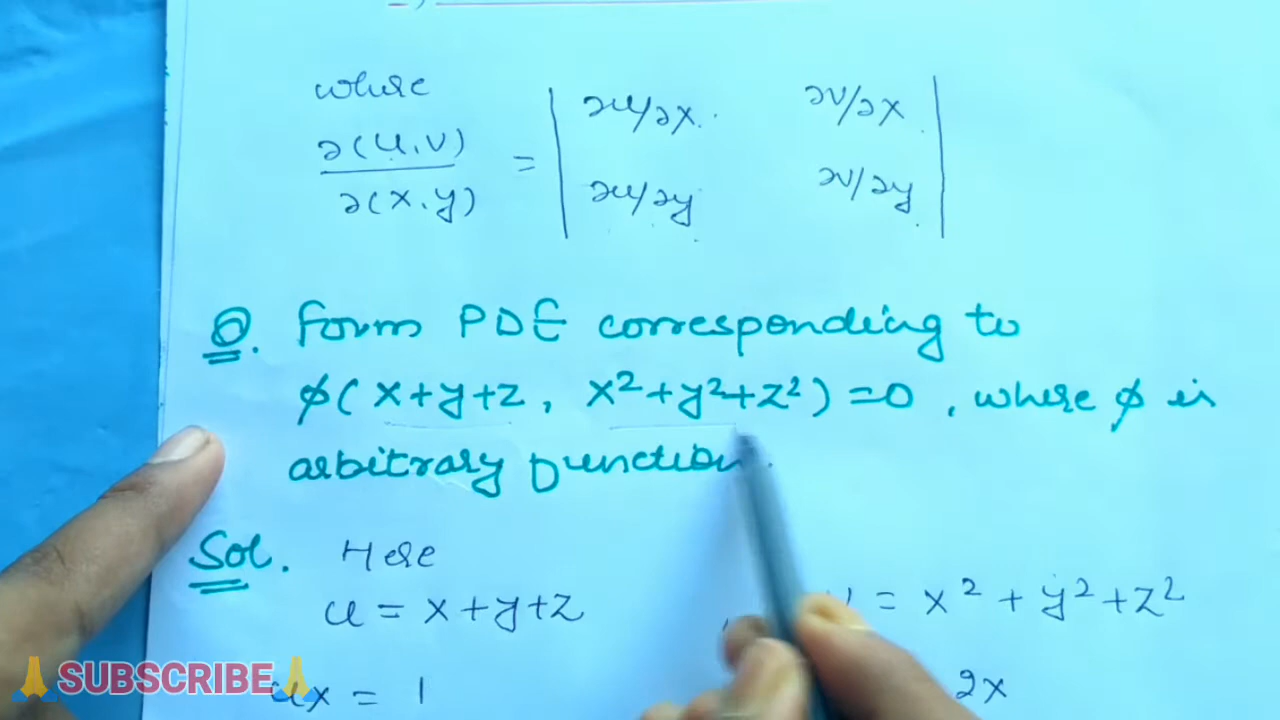 where
∂(u,v) / ∂(x,y) = | ∂u/∂x ∂v/∂x |
| ∂u/∂y ∂v/∂y |
Q. Form PDE corresponding to
φ(x+y+z, x²+y²+z²) = 0, where φ is
arbitrary function.
Sol. Here
u = x+y+z = x²+y²+z²
ux = 1 2x
🙏SUBSCRIBE🙏